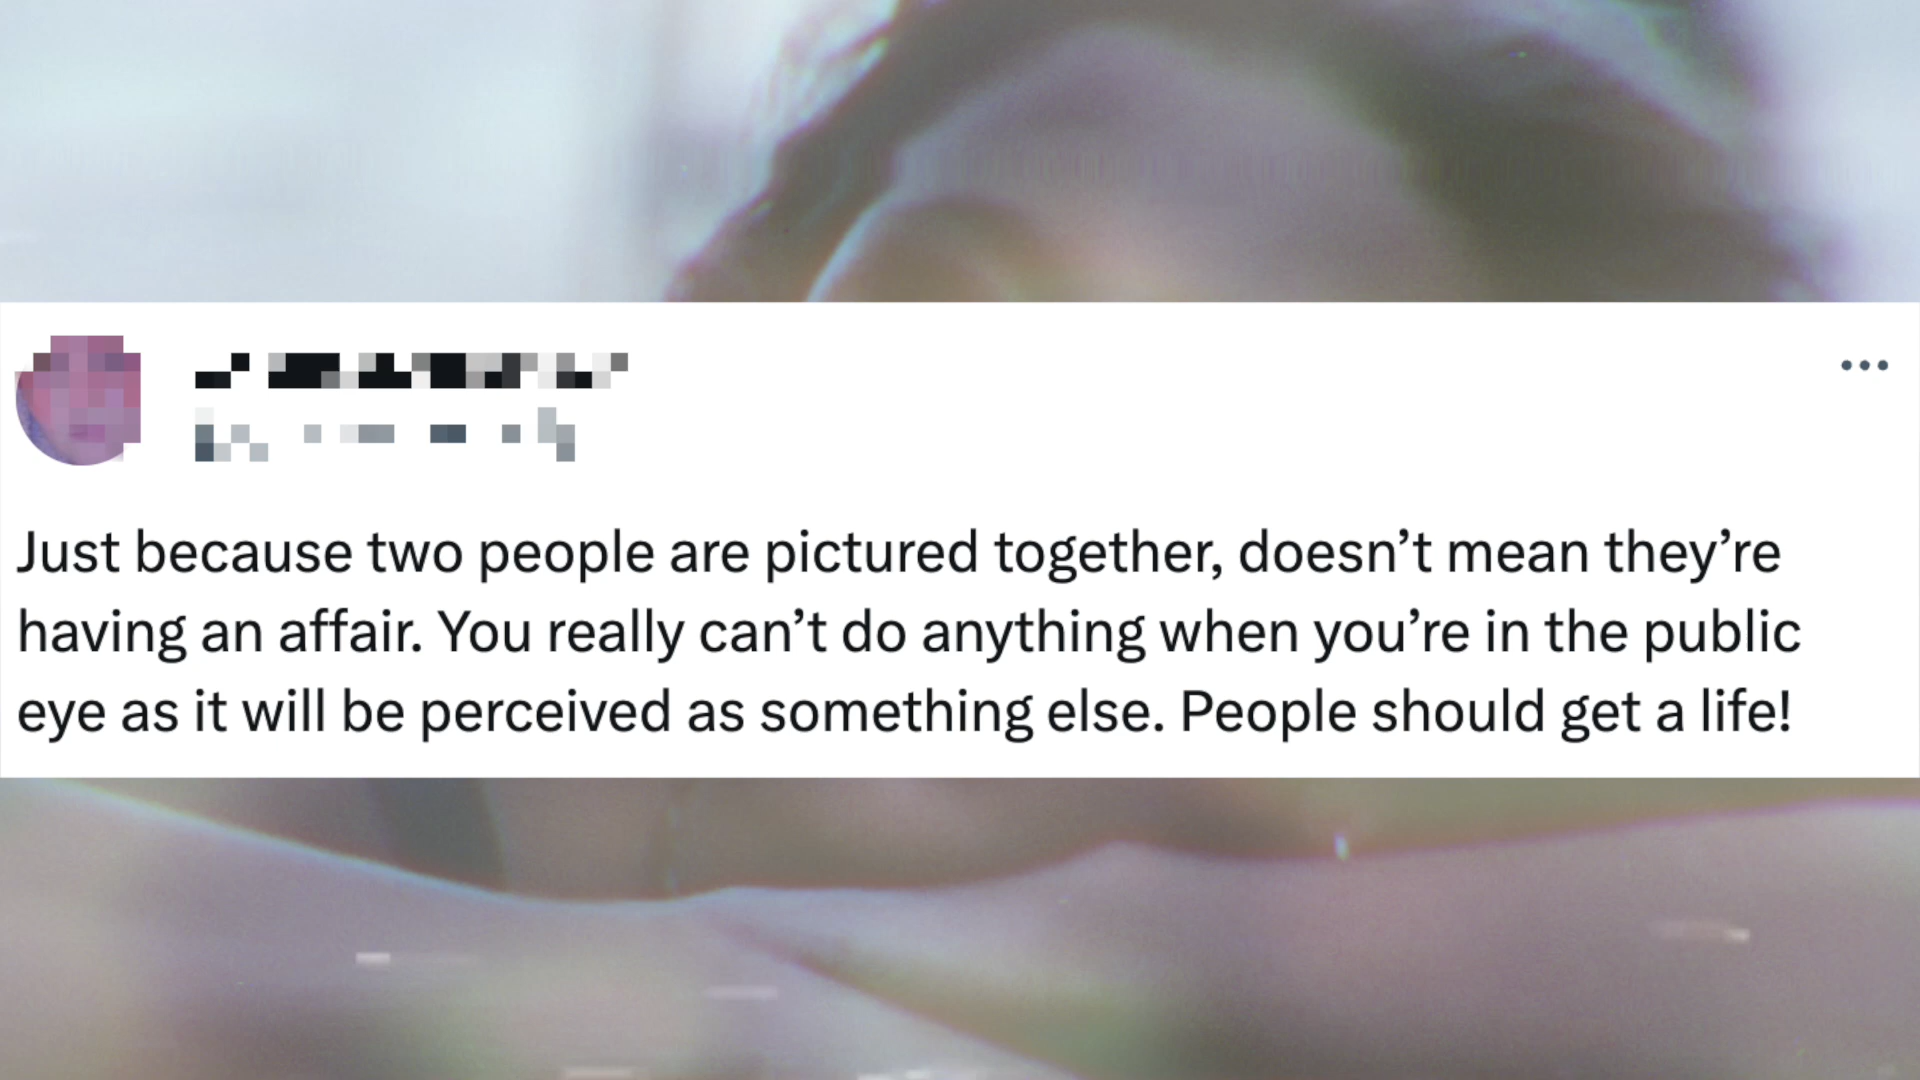 Just because two people are pictured together, doesn’t mean they’re
having an affair. You really can’t do anything when you’re in the public
eye as it will be perceived as something else. People should get a life!